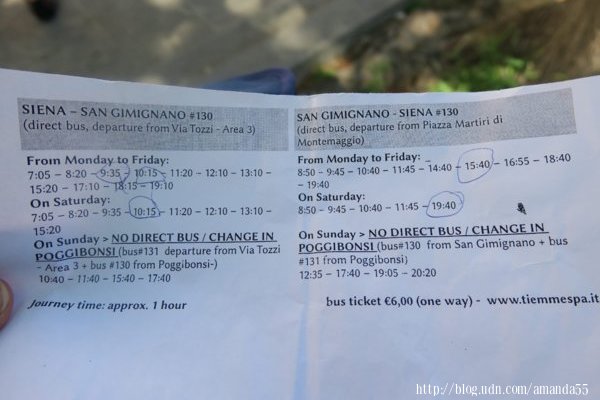 SIENA – SAN GIMIGNANO #130
(direct bus, departure from Via Tozzi - Area 3)
From Monday to Friday:
7:05 – 8:20 – 9:35 – 10:15 – 11:20 – 12:10 – 13:10 –
15:20 – 17:10 – 18:15 – 19:10
On Saturday:
7:05 – 8:20 – 9:35 – 10:15 – 11:20 – 12:10 – 13:10 –
15:20
On Sunday > NO DIRECT BUS / CHANGE IN
POGGIBONSI (bus#131 departure from Via Tozzi
- Area 3 + bus #130 from Poggibonsi-)
10:40 – 11:40 – 15:40 – 17:40
Journey time: approx. 1 hour
SAN GIMIGNANO - SIENA #130
(direct bus, departure from Piazza Martiri di
Montemaggio)
From Monday to Friday:
8:50 – 9:45 – 10:40 – 11:45 – 14:40 – 15:40 – 16:55 – 18:40
– 19:40
On Saturday:
8:50 – 9:45 – 10:40 – 11:45 – 19:40
On Sunday > NO DIRECT BUS / CHANGE IN
POGGIBONSI (bus#130 from San Gimignano + bus
#131 from Poggibonsi)
12:35 – 17:40 – 19:05 – 20:20
bus ticket €6,00 (one way) - www.tiemmespa.it
http://blog.udn.com/amanda55